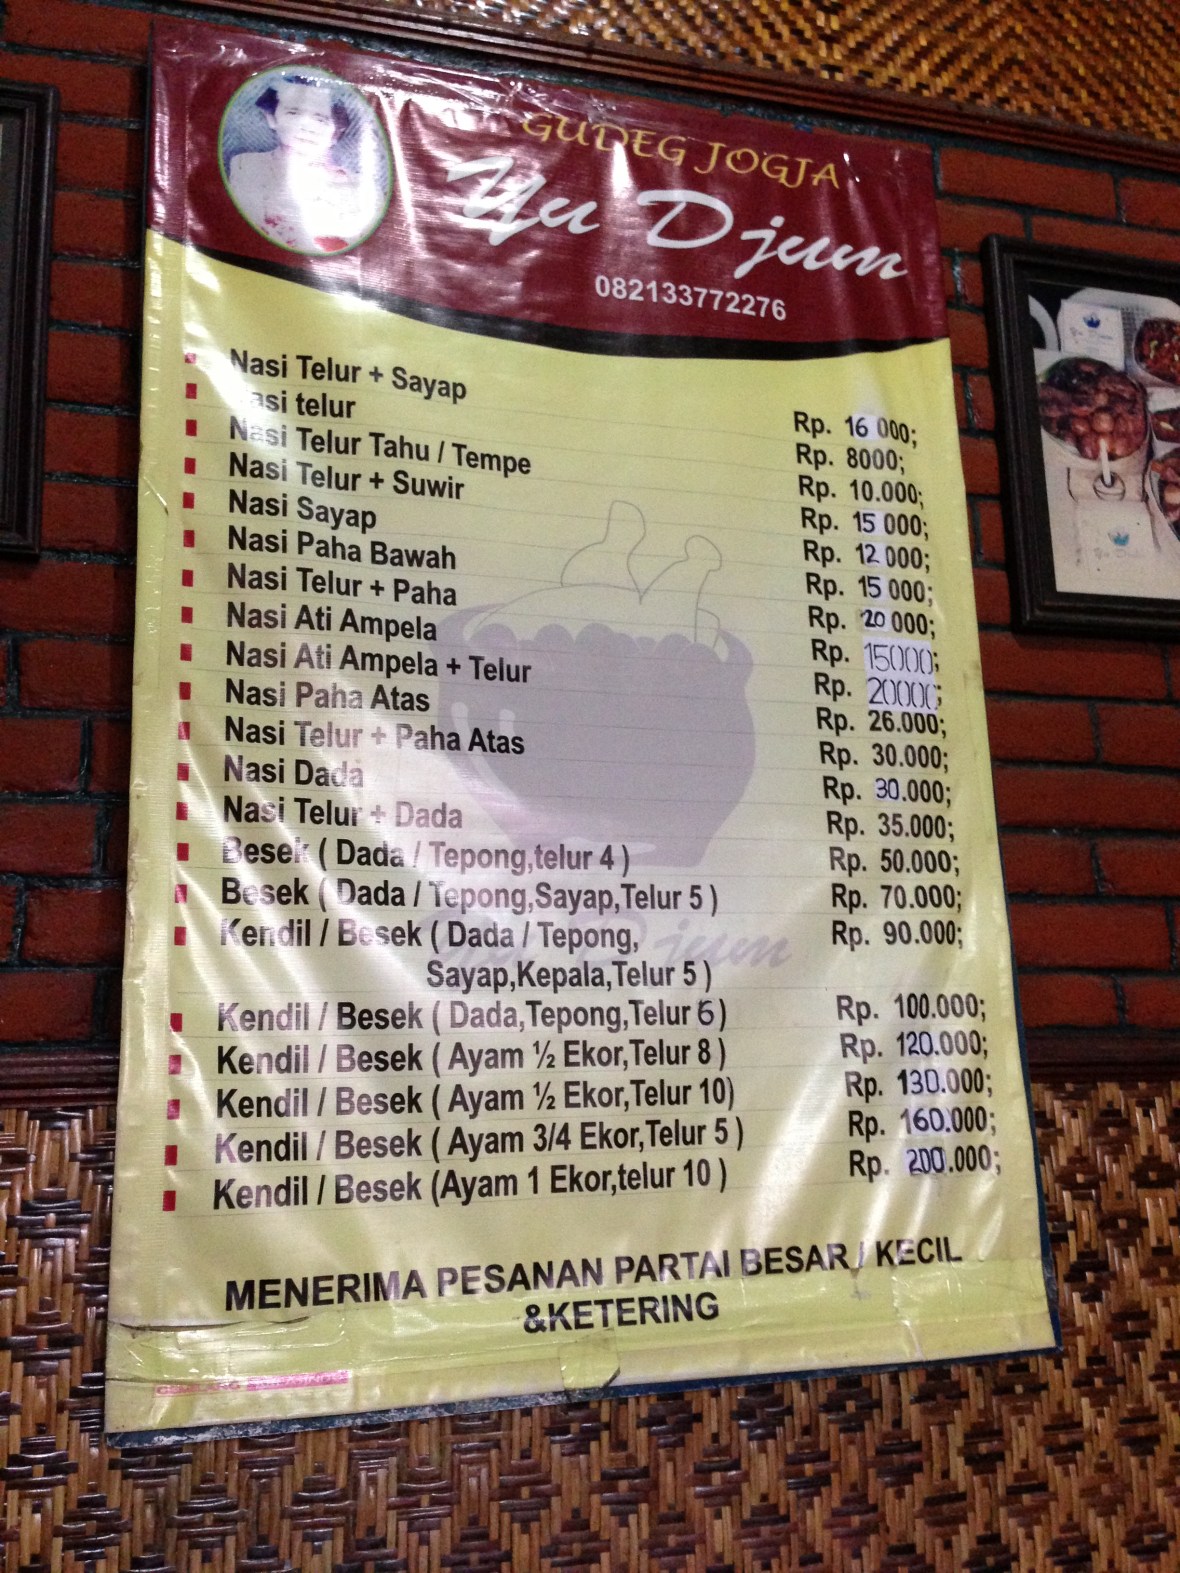 GUDEG JOGJA
Yu Djum
082133772276
Nasi Telur + Sayap Rp. 16 000;
Nasi telur Rp. 8000;
Nasi Telur Tahu / Tempe Rp. 10.000;
Nasi Telur + Suwir Rp. 15 000;
Nasi Sayap Rp. 12 000;
Nasi Paha Bawah Rp. 15 000;
Nasi Telur + Paha Rp. 20 000;
Nasi Ati Ampela Rp. 15000;
Nasi Ati Ampela + Telur Rp. 20000;
Nasi Paha Atas Rp. 26.000;
Nasi Telur + Paha Atas Rp. 30.000;
Nasi Dada Rp. 30.000;
Nasi Telur + Dada Rp. 35.000;
Besek ( Dada / Tepong,telur 4 ) Rp. 50.000;
Besek ( Dada / Tepong,Sayap,Telur 5 ) Rp. 70.000;
Kendil / Besek ( Dada / Tepong, Rp. 90.000;
Sayap,Kepala,Telur 5 )
Kendil / Besek ( Dada,Tepong,Telur 6 ) Rp. 100.000;
Kendil / Besek ( Ayam ½ Ekor,Telur 8 ) Rp. 120.000;
Kendil / Besek ( Ayam ½ Ekor,Telur 10) Rp. 130.000;
Kendil / Besek ( Ayam 3/4 Ekor,Telur 5 ) Rp. 160.000;
Kendil / Besek (Ayam 1 Ekor,telur 10 ) Rp. 200.000;
Yu Djum
MENERIMA PESANAN PARTAI BESAR / KECIL
&KETERING